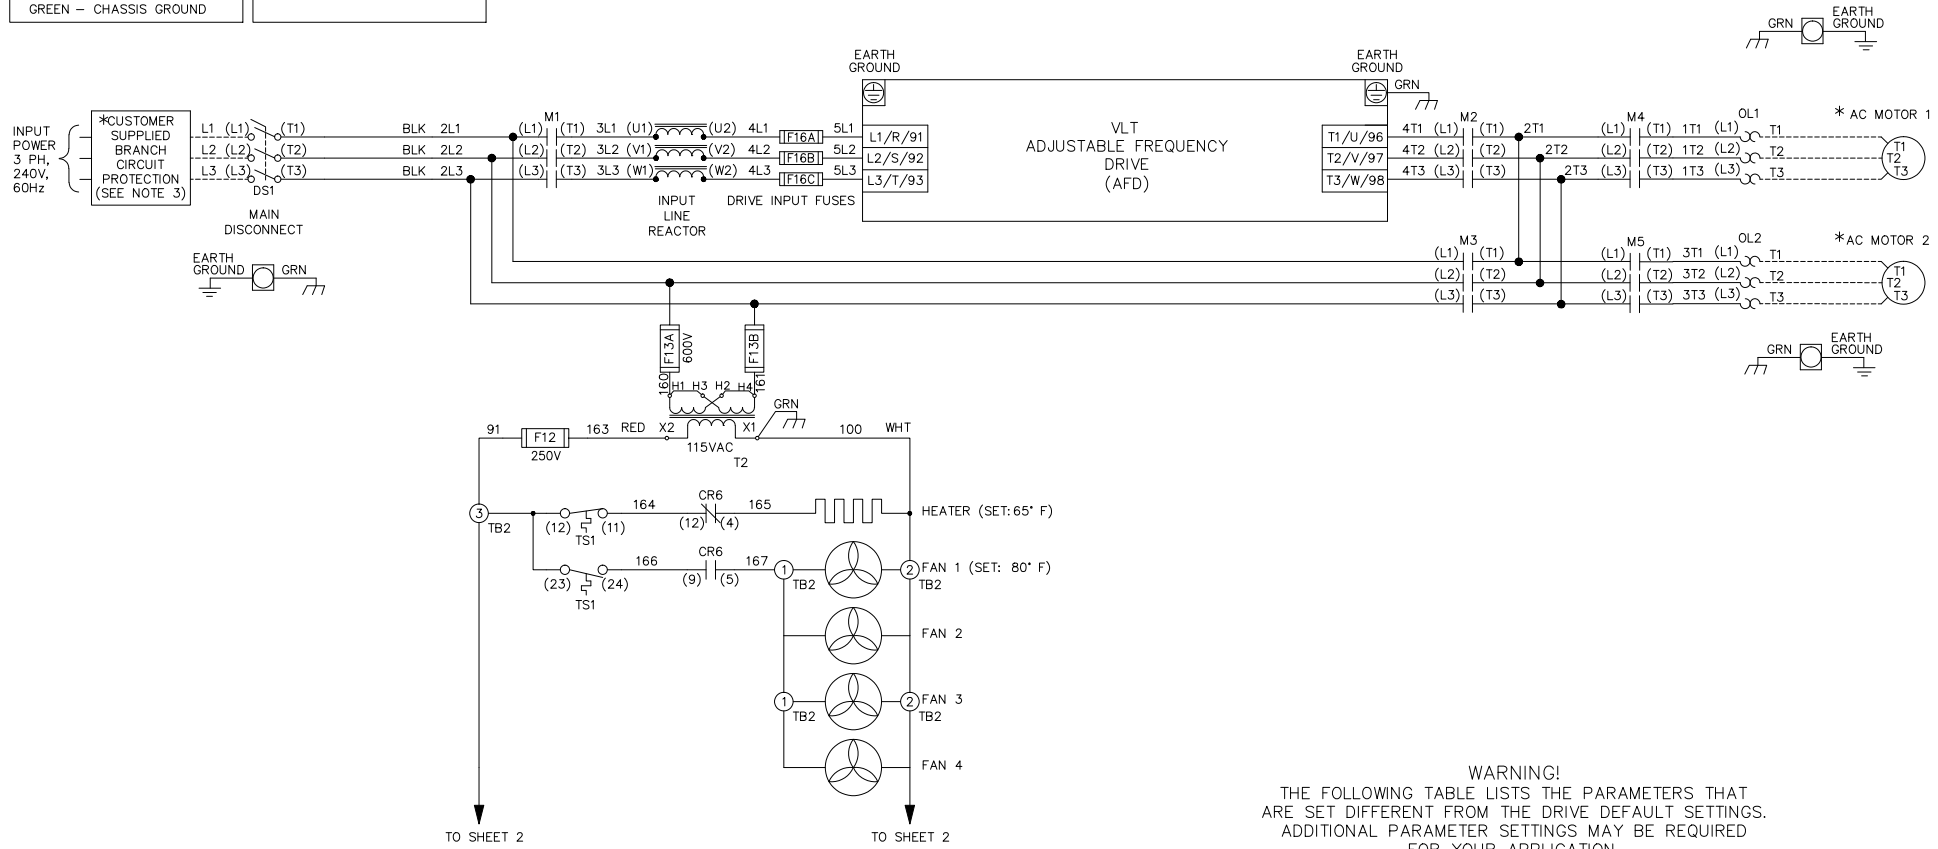 GREEN – CHASSIS GROUND
EARTH
GRN GROUND
EARTH
GROUND
EARTH
GROUND
GRN
INPUT
POWER
3 PH,
240V,
60Hz
*CUSTOMER
SUPPLIED
BRANCH
CIRCUIT
PROTECTION
(SEE NOTE 3)
L1 (L1) (T1) BLK 2L1 (L1) M1 (T1) 3L1 (U1) (U2) 4L1 F16A 5L1 L1/R/91
L2 (L2) (T2) BLK 2L2 (L2) (T2) 3L2 (V1) (V2) 4L2 F16B 5L2 L2/S/92
L3 (L3) (T3) BLK 2L3 (L3) (T3) 3L3 (W1) (W2) 4L3 F16C 5L3 L3/T/93
DS1
MAIN
DISCONNECT
INPUT
LINE
REACTOR
DRIVE INPUT FUSES
VLT
ADJUSTABLE FREQUENCY
DRIVE
(AFD)
M2 M4 OL1 * AC MOTOR 1
T1/U/96 4T1 (L1) (T1) 2T1 (L1) (T1) 1T1 (L1) T1 T1
T2/V/97 4T2 (L2) (T2) 2T2 (L2) (T2) 1T2 (L2) T2 T2
T3/W/98 4T3 (L3) (T3) 2T3 (L3) (T3) 1T3 (L3) T3 T3
M3 M5 OL2 *AC MOTOR 2
(L1) (T1) (L1) (T1) 3T1 (L1) T1 T1
(L2) (T2) (L2) (T2) 3T2 (L2) T2 T2
(L3) (T3) (L3) (T3) 3T3 (L3) T3 T3
EARTH
GROUND GRN
EARTH
GRN GROUND
F13A
600V
F13B
160
161
H1 H3 H2 H4
GRN
91 F12 163 RED X2 X1 100 WHT
250V
115VAC
T2
3
TB2
164 CR6 165
HEATER (SET: 65° F)
(12) (11) (12) (4)
TS1
166 CR6 167
1 2 FAN 1 (SET: 80° F)
(23) (24) (9) (5) TB2 TB2
TS1
FAN 2
1 2 FAN 3
TB2 TB2
FAN 4
TO SHEET 2
TO SHEET 2
WARNING!
THE FOLLOWING TABLE LISTS THE PARAMETERS THAT
ARE SET DIFFERENT FROM THE DRIVE DEFAULT SETTINGS.
ADDITIONAL PARAMETER SETTINGS MAY BE REQUIRED
FOR YOUR APPLICATION